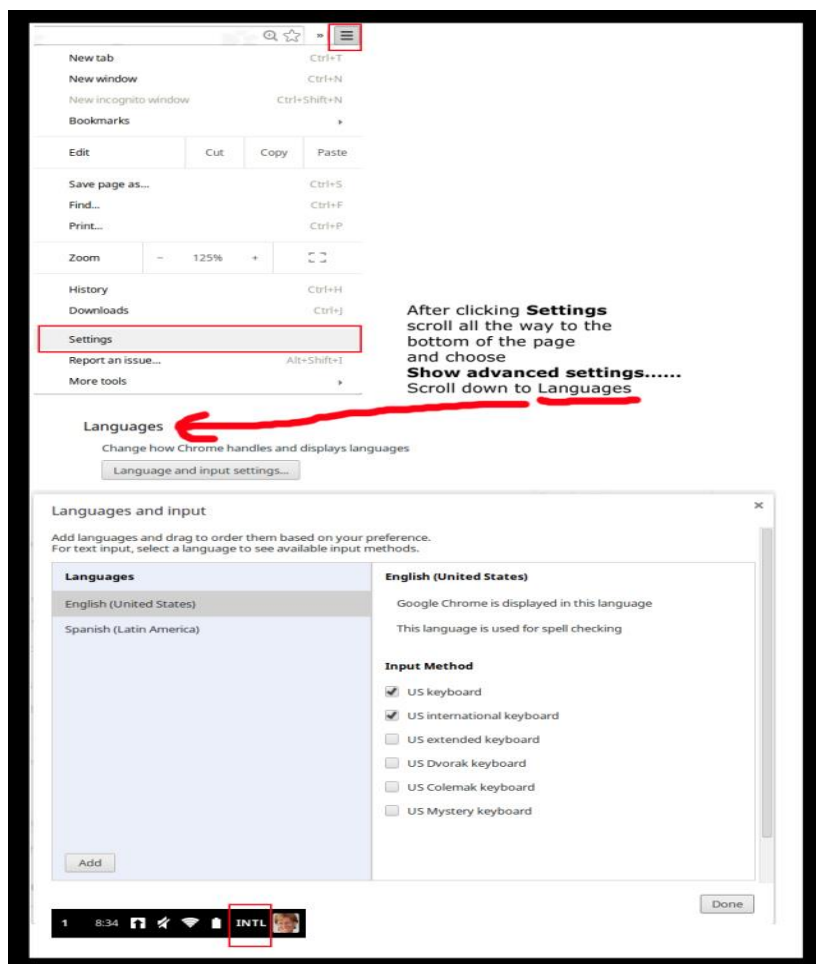 New tab Ctrl+T
New window Ctrl+N
New incognito window Ctrl+Shift+N
Bookmarks
Edit Cut Copy Paste
Save page as... Ctrl+S
Find... Ctrl+F
Print... Ctrl+P
Zoom - 125% +
History Ctrl+H
Downloads Ctrl+J
Settings
Report an issue... Alt+Shift+I
More tools
After clicking Settings
scroll all the way to the
bottom of the page
and choose
Show advanced settings......
Scroll down to Languages
Languages
Change how Chrome handles and displays languages
Language and input settings...
Languages and input
Add languages and drag to order them based on your preference.
For text input, select a language to see available input methods.
Languages
English (United States)
Spanish (Latin America)
Add
English (United States)
Google Chrome is displayed in this language
This language is used for spell checking
Input Method
US keyboard
US international keyboard
US extended keyboard
US Dvorak keyboard
US Colemak keyboard
US Mystery keyboard
Done
1 8:34 INTL